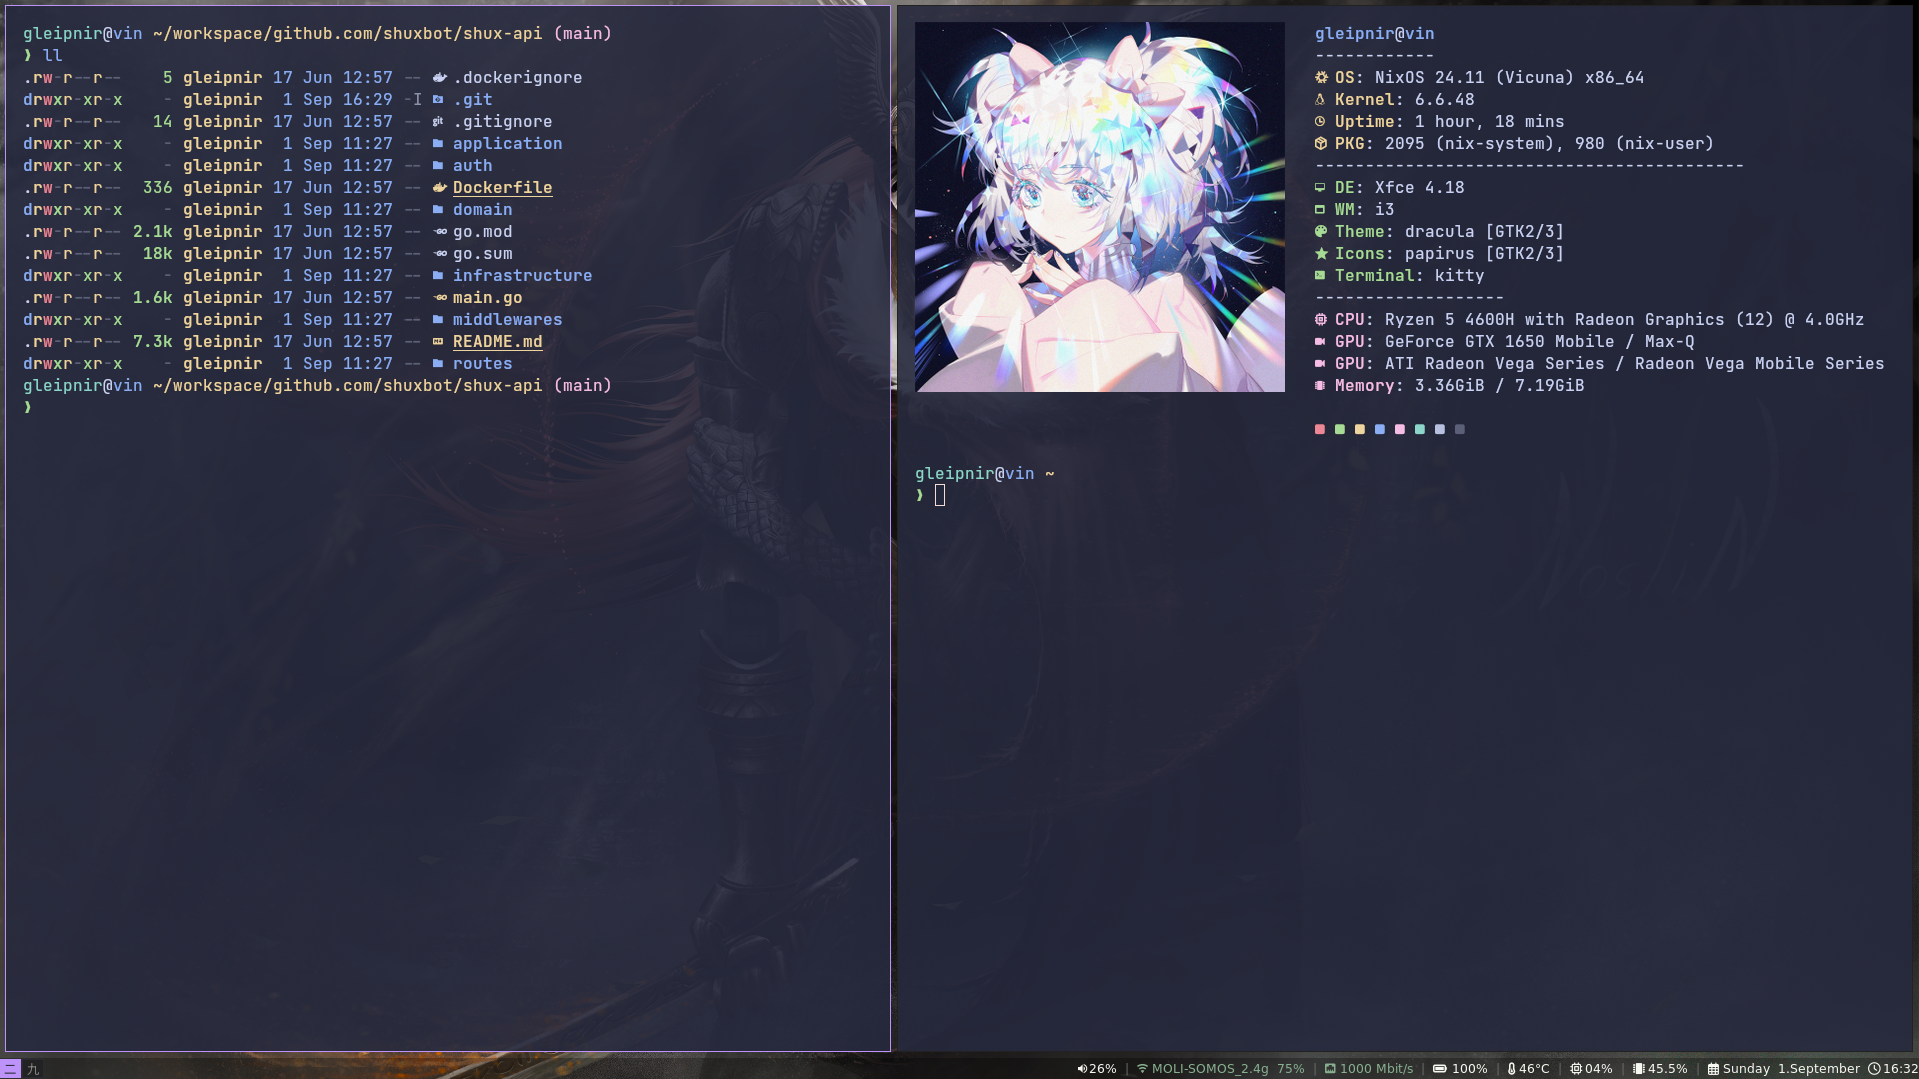 gleipnir@vin ~/workspace/github.com/shuxbot/shux-api (main)
❱ ll
.rw-r--r--    5 gleipnir 17 Jun 12:57 -- .dockerignore
drwxr-xr-x    - gleipnir  1 Sep 16:29 -I .git
.rw-r--r--   14 gleipnir 17 Jun 12:57 -- .gitignore
drwxr-xr-x    - gleipnir  1 Sep 11:27 -- application
drwxr-xr-x    - gleipnir  1 Sep 11:27 -- auth
.rw-r--r--  336 gleipnir 17 Jun 12:57 -- Dockerfile
drwxr-xr-x    - gleipnir  1 Sep 11:27 -- domain
.rw-r--r-- 2.1k gleipnir 17 Jun 12:57 -- go.mod
.rw-r--r--  18k gleipnir 17 Jun 12:57 -- go.sum
drwxr-xr-x    - gleipnir  1 Sep 11:27 -- infrastructure
.rw-r--r-- 1.6k gleipnir 17 Jun 12:57 -- main.go
drwxr-xr-x    - gleipnir  1 Sep 11:27 -- middlewares
.rw-r--r-- 7.3k gleipnir 17 Jun 12:57 -- README.md
drwxr-xr-x    - gleipnir  1 Sep 11:27 -- routes
gleipnir@vin ~/workspace/github.com/shuxbot/shux-api (main)
❱
gleipnir@vin
------------
OS: NixOS 24.11 (Vicuna) x86_64
Kernel: 6.6.48
Uptime: 1 hour, 18 mins
PKG: 2095 (nix-system), 980 (nix-user)
-------------------------------------------
DE: Xfce 4.18
WM: i3
Theme: dracula [GTK2/3]
Icons: papirus [GTK2/3]
Terminal: kitty
-------------------
CPU: Ryzen 5 4600H with Radeon Graphics (12) @ 4.0GHz
GPU: GeForce GTX 1650 Mobile / Max-Q
GPU: ATI Radeon Vega Series / Radeon Vega Mobile Series
Memory: 3.36GiB / 7.19GiB
gleipnir@vin ~
❱
二 九 26% | MOLI-SOMOS_2.4g 75% | 1000 Mbit/s | 100% | 46°C | 04% | 45.5% | Sunday 1.September 16:32